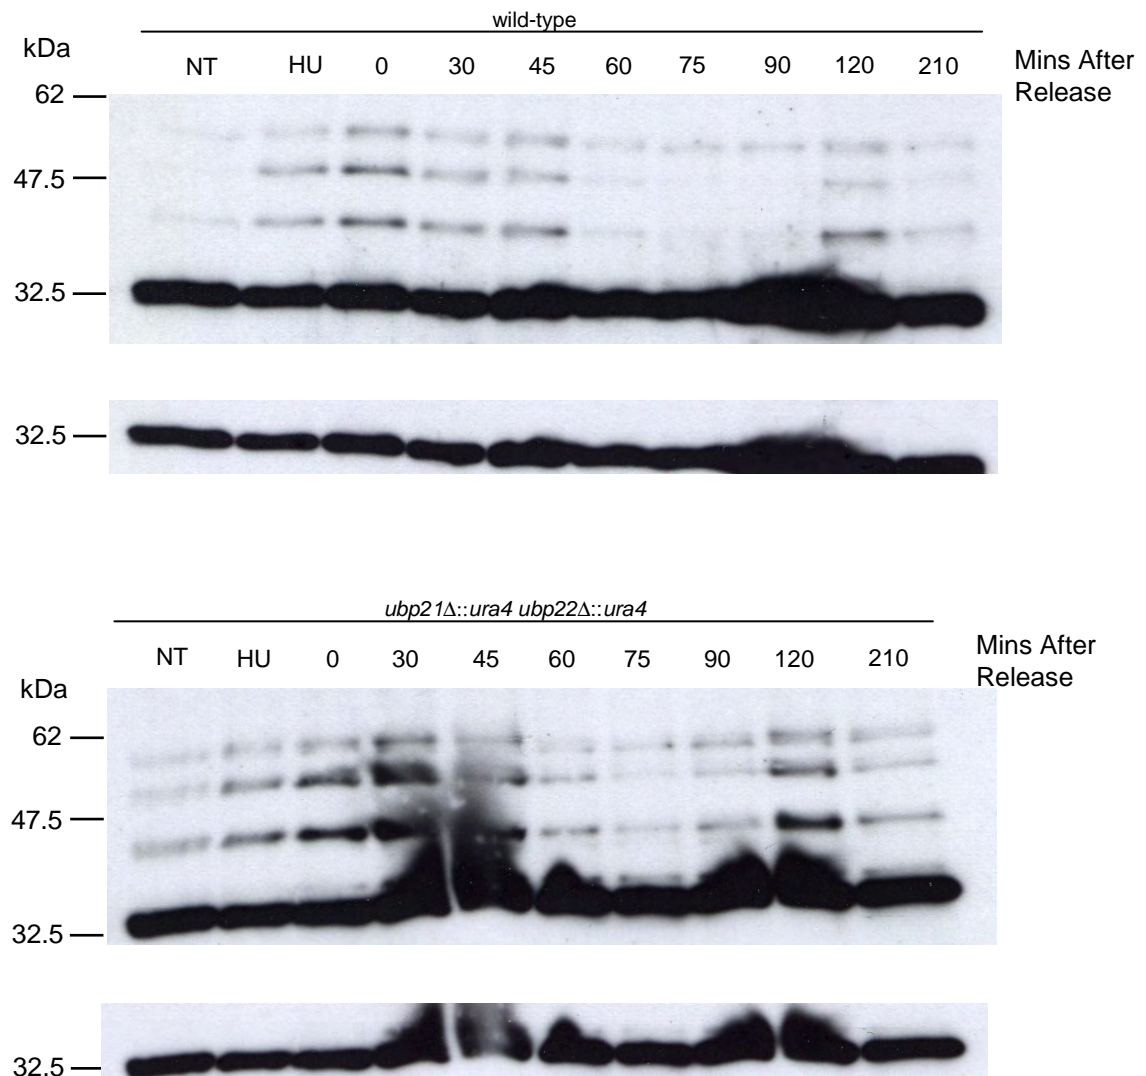 wild-type
kDa
NT HU 0 30 45 60 75 90 120 210
Mins After
Release
62
47.5
32.5
32.5
ubp21Δ::ura4 ubp22Δ::ura4
NT HU 0 30 45 60 75 90 120 210
Mins After
Release
kDa
62
47.5
32.5
32.5